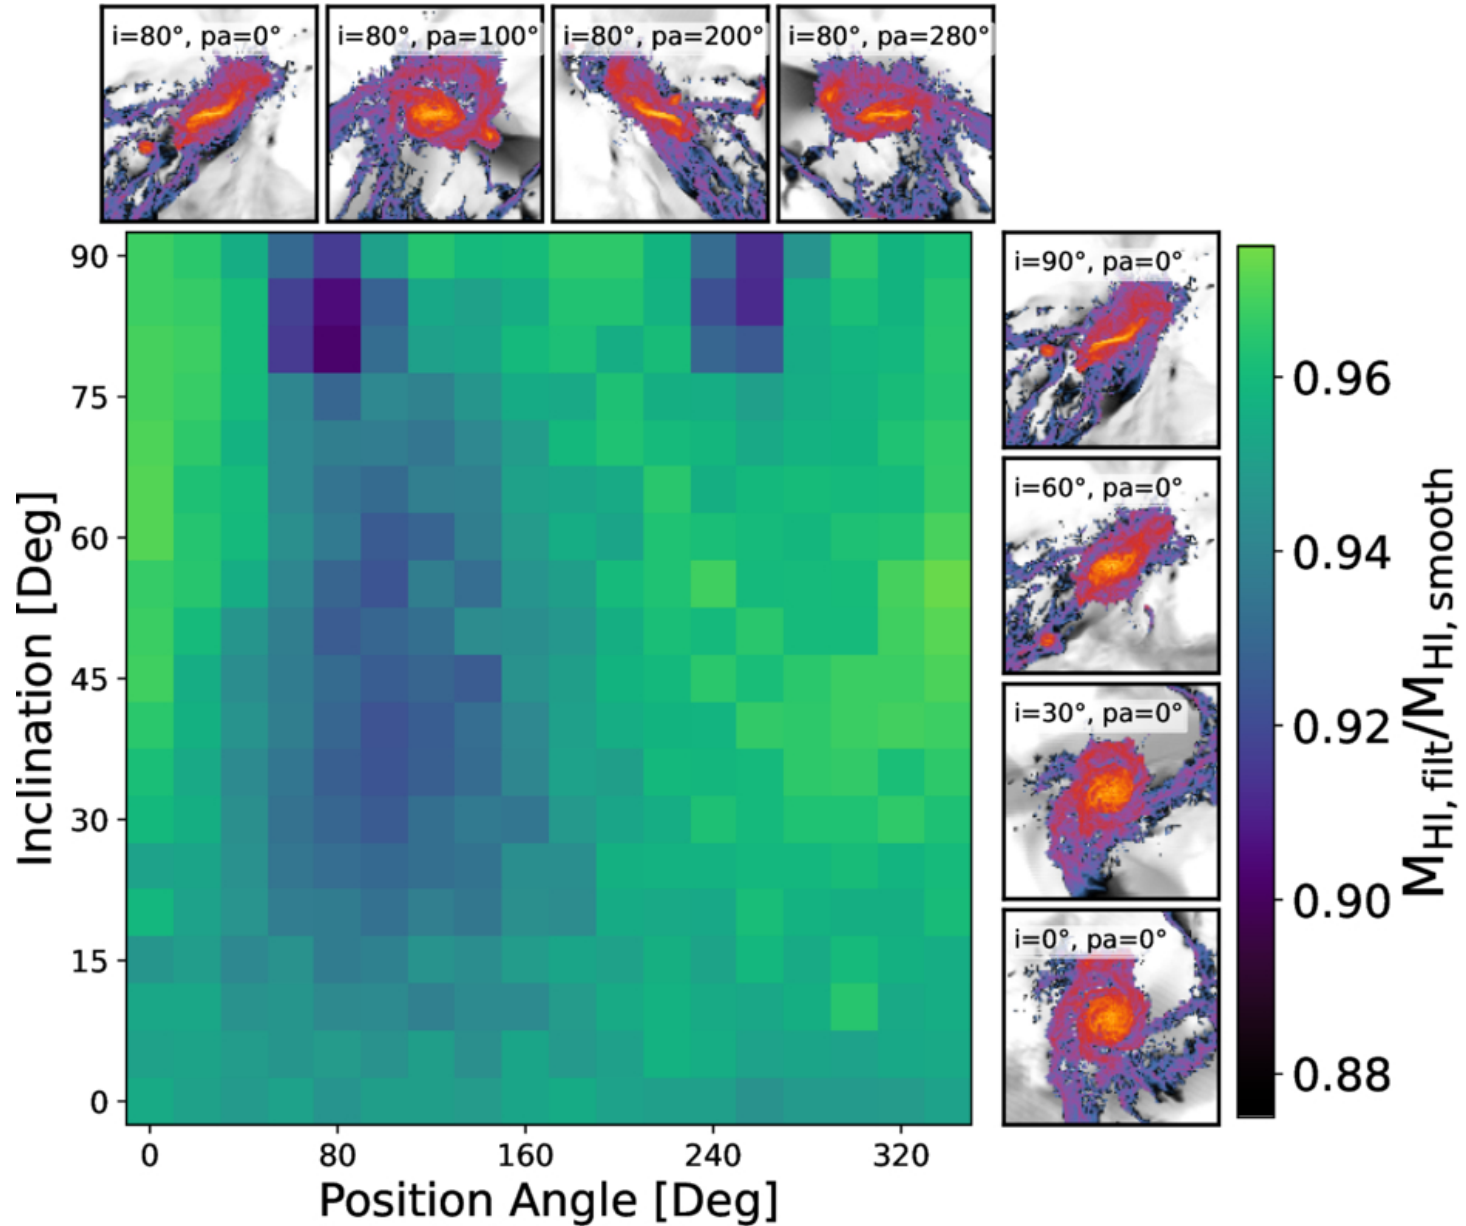 i=80°, pa=0°
i=80°, pa=100°
i=80°, pa=200°
i=80°, pa=280°
90
75
60
45
30
15
0
Inclination [Deg]
0
80
160
240
320
Position Angle [Deg]
i=90°, pa=0°
i=60°, pa=0°
i=30°, pa=0°
i=0°, pa=0°
0.96
0.94
0.92
0.90
0.88
M_HI, filt/M_HI, smooth